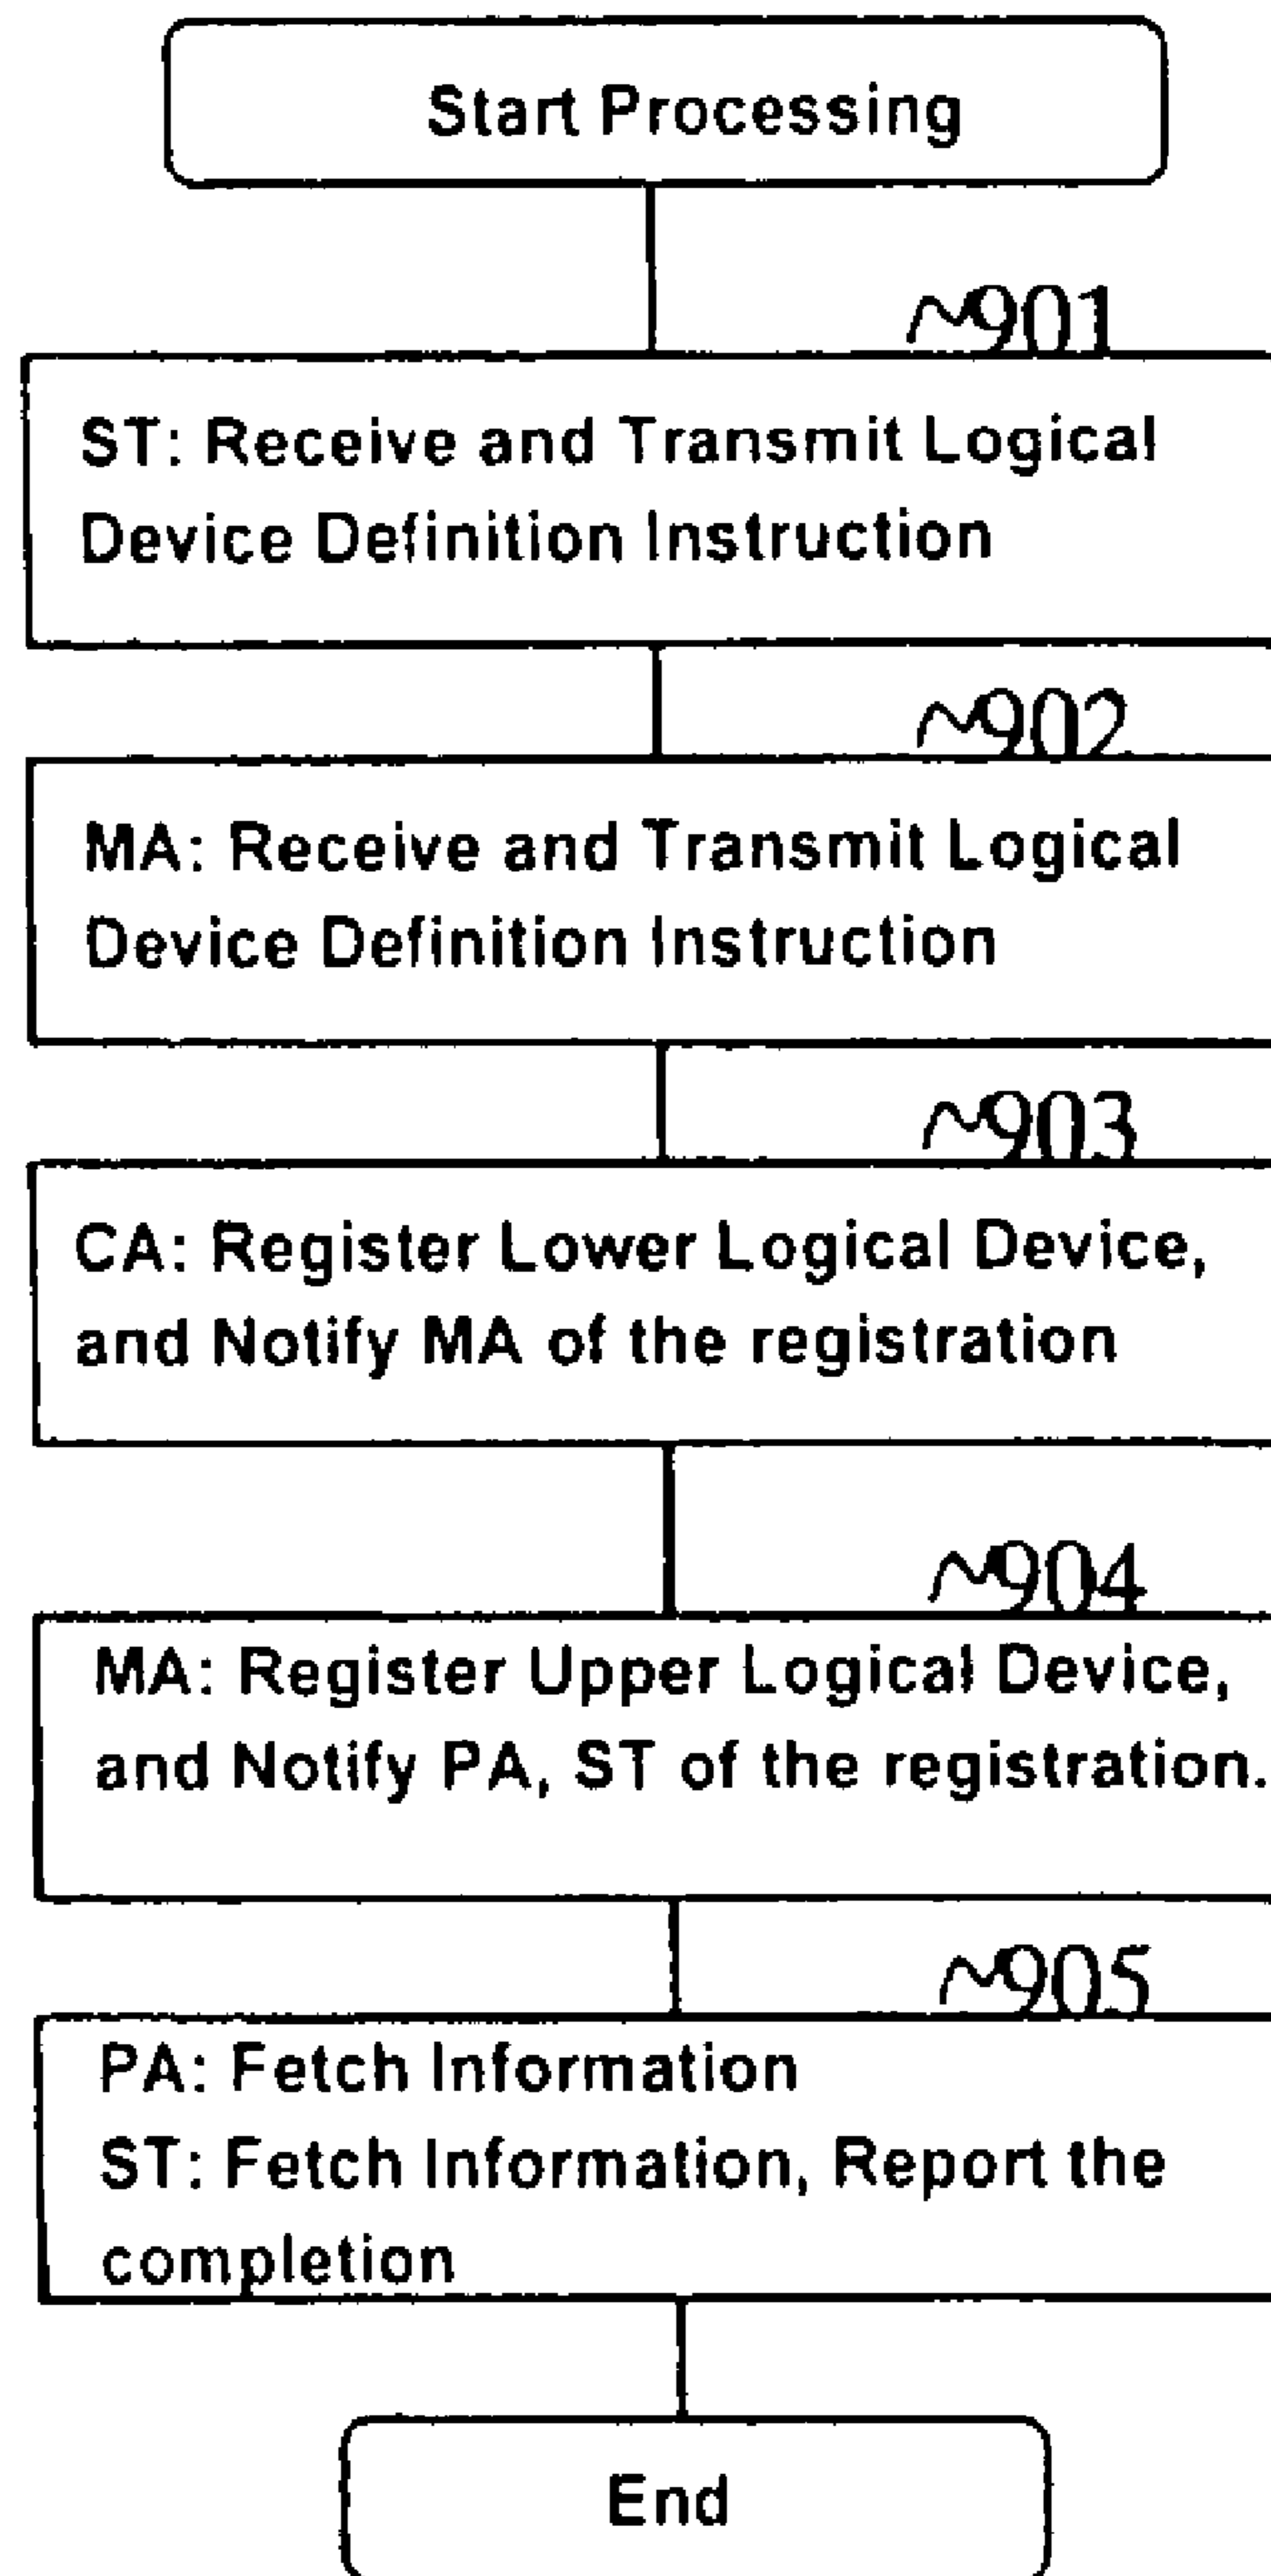 Start Processing
~901
ST: Receive and Transmit Logical
Device Definition Instruction
~902
MA: Receive and Transmit Logical
Device Definition Instruction
~903
CA: Register Lower Logical Device,
and Notify MA of the registration
~904
MA: Register Upper Logical Device,
and Notify PA, ST of the registration.
~905
PA: Fetch Information
ST: Fetch Information, Report the
completion
End